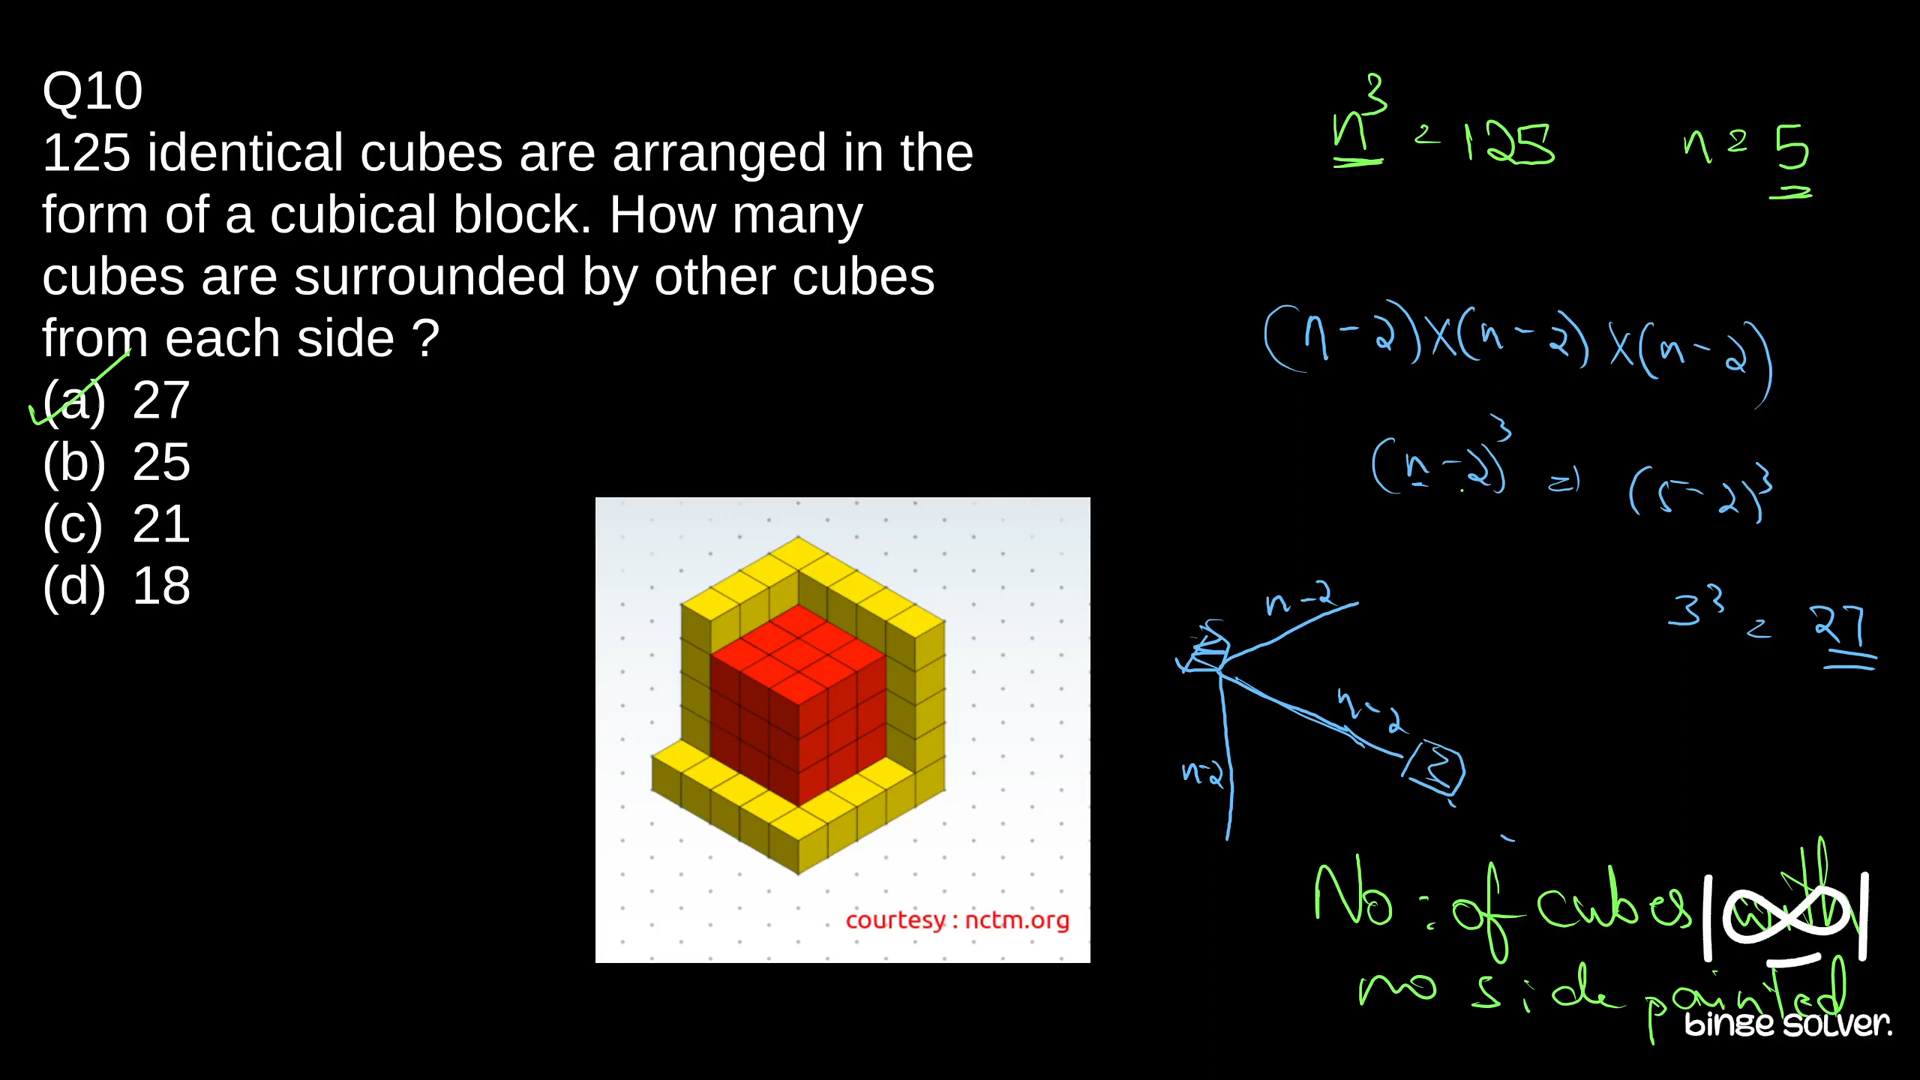 Q10
125 identical cubes are arranged in the
form of a cubical block. How many
cubes are surrounded by other cubes
from each side ?
(a) 27
(b) 25
(c) 21
(d) 18
courtesy : nctm.org
n³ = 125 n = 5
(n-2)X(n-2)X(n-2)
(n-2)³ => (5-2)³
3³ = 27
n-2
n-2
n-2
No : of cubes with
no side painted
binge solver.